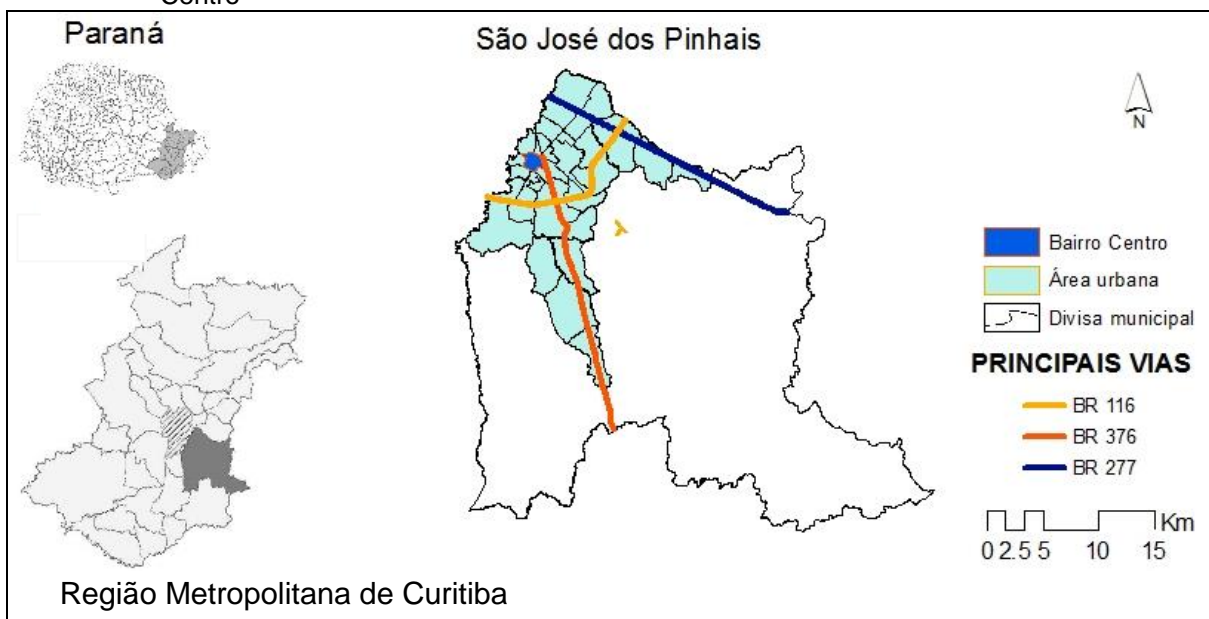 Centro
Paraná
São José dos Pinhais
N
Bairro Centro
Área urbana
Divisa municipal
PRINCIPAIS VIAS
BR 116
BR 376
BR 277
Km
0 2.5 5 10 15
Região Metropolitana de Curitiba